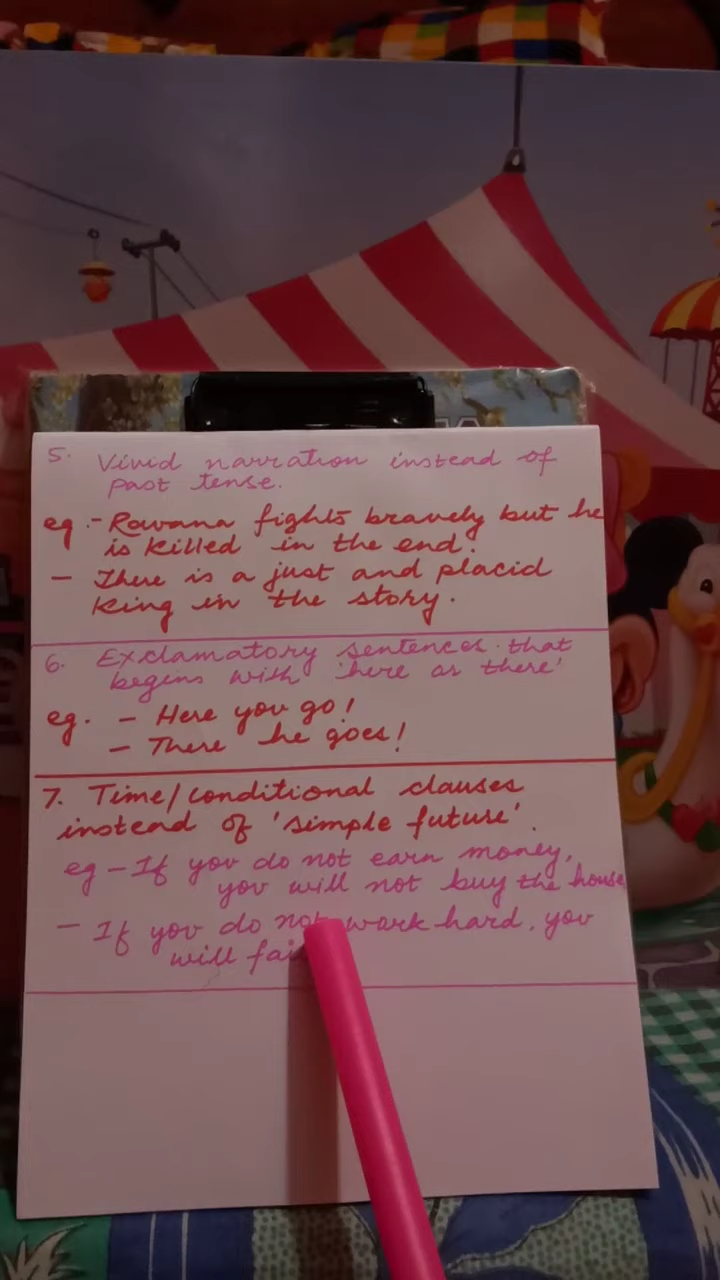 5. Vivid narration instead of
past tense.
eg.- Ravana fights bravely but he
is killed in the end.
- There is a just and placid
King in the story.
6. Exclamatory sentences that
begins with 'here or there'
eg. - Here you go!
- There he goes!
7. Time/conditional clauses
instead of 'simple future'.
eg - If you do not earn money,
you will not buy the house
- If you do not work hard, you
will fai